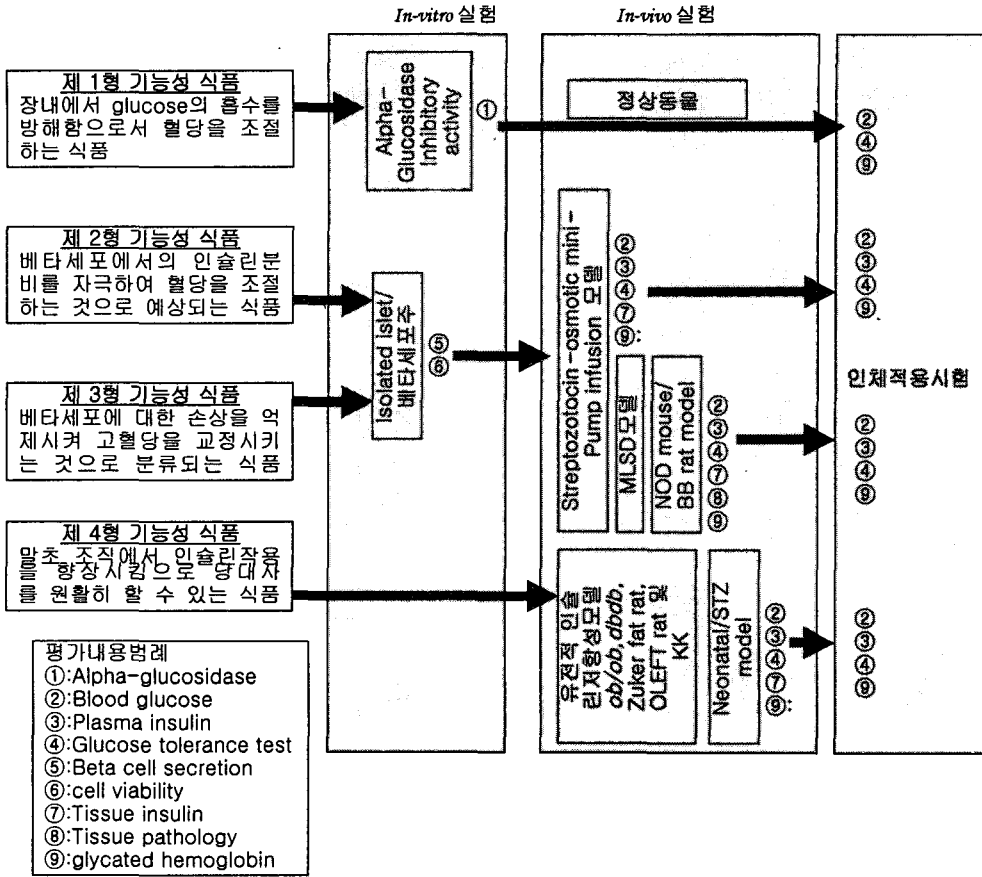 In-vitro 실험
In-vivo 실험
제 1형 기능성 식품
장내에서 glucose의 흡수를
방해함으로서 혈당을 조절
하는 식품
Alpha-
Glucosidase
Inhibitory
activity
①
정상동물
②
④
⑨
제 2형 기능성 식품
베타세포에서의 인슐린분
비를 자극하여 혈당을 조절
하는 것으로 예상되는 식품
제 3형 기능성 식품
베타세포에 대한 손상을 억
제시켜 고혈당을 교정시키
는 것으로 분류되는 식품
Isolated islet/
베타세포주
⑤
⑥
Streptozotocin-osmotic mini-
Pump infusion 모델
②
③
④
⑦
⑨:
MLSD모델
NOD mouse/
BB rat model
②
③
④
⑦
⑧
⑨
②
③
④
⑨
인체적용시험
②
③
④
⑨
제 4형 기능성 식품
말초 조직에서 인슐린작용
을 향장시킴으로 당대사
를 원활히 할 수 있는 식품
유전적 인슐
린저항성모델
ob/ob,dbdb,
Zuker fat rat,
OLEFT rat 및
KK
Neonatal/STZ
model
②
③
④
⑦
⑨:
②
③
④
⑨
평가내용범례
①:Alpha-glucosidase
②:Blood glucose
③:Plasma insulin
④:Glucose tolerance test
⑤:Beta cell secretion
⑥:cell viability
⑦:Tissue insulin
⑧:Tissue pathology
⑨:glycated hemoglobin